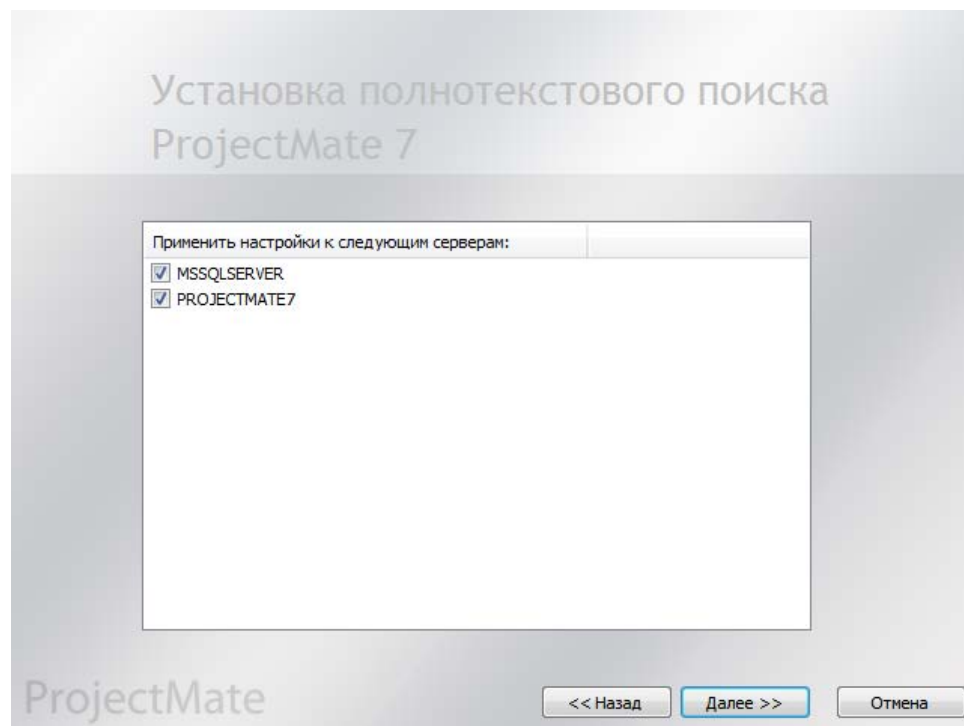 Установка полнотекстового поиска
ProjectMate 7
Применить настройки к следующим серверам:
MSSQLSERVER
PROJECTMATE7
ProjectMate
<< Назад
Далее >>
Отмена